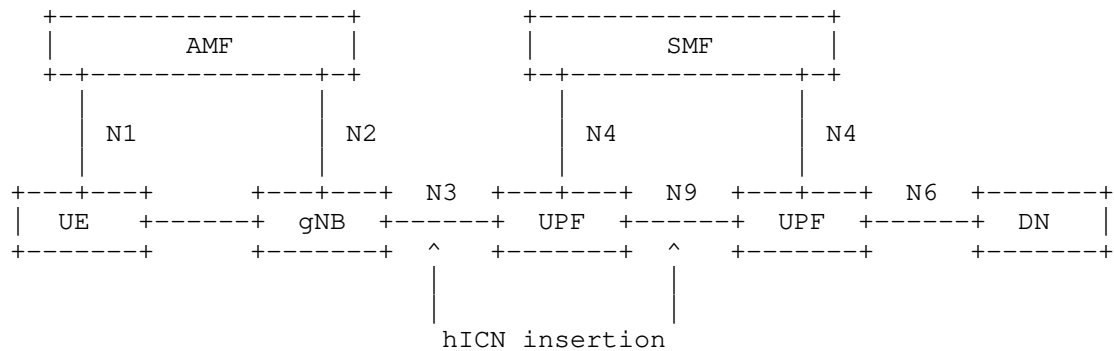 AMF SMF
N1 N2 N4 N4
N3 N9 N6
UE gNB UPF UPF DN
hICN insertion